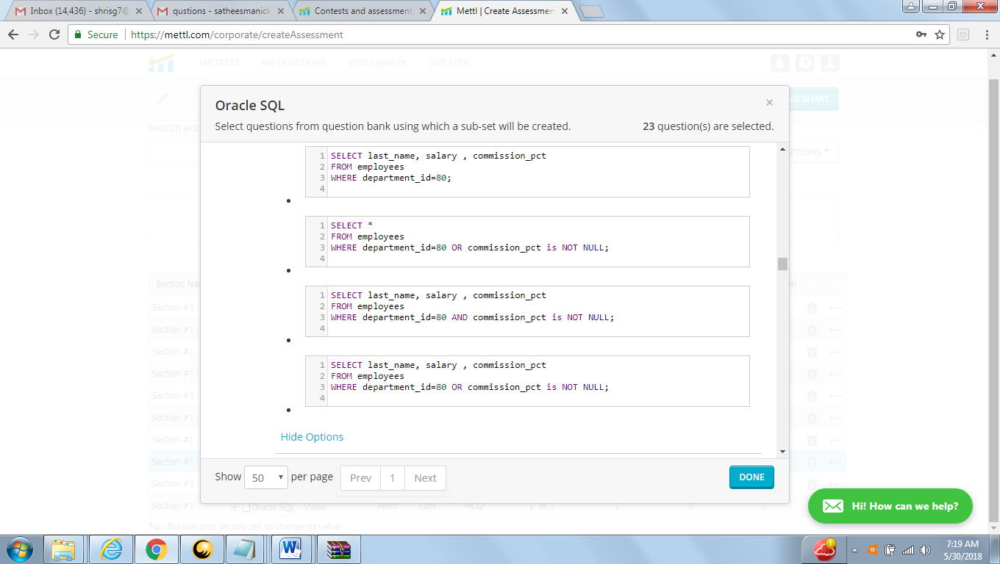 Inbox (14,436) - shrisg7@
qustions - satheesmanick
Contests and assessment
Mettl | Create Assessmen
Secure
https://mettl.com/corporate/createAssessment
MY TESTS
MY QUESTIONS
TEST LIBRARY
LIVE FEED
Oracle SQL
ND SHARE
Search and
Select questions from question bank using which a sub-set will be created.
23 question(s) are selected.
PTIONS
1 SELECT last_name, salary , commission_pct
2 FROM employees
3 WHERE department_id=80;
4
1 SELECT *
2 FROM employees
3 WHERE department_id=80 OR commission_pct is NOT NULL;
4
1 SELECT last_name, salary , commission_pct
2 FROM employees
3 WHERE department_id=80 AND commission_pct is NOT NULL;
4
1 SELECT last_name, salary , commission_pct
2 FROM employees
3 WHERE department_id=80 OR commission_pct is NOT NULL;
4
Hide Options
Section Nam
Section #1
Section #1
Section #1
Section #1
Section #1
Section #1
Section #1
Section #1
Section #1
Section #1
Show 50 per page Prev 1 Next
DONE
Oracle SQL - Views Mettl Easy MCQ 1 of 1 1 0 0
Tip : Double click on any cell to change its value
Hi! How can we help?
7:19 AM
5/30/2018